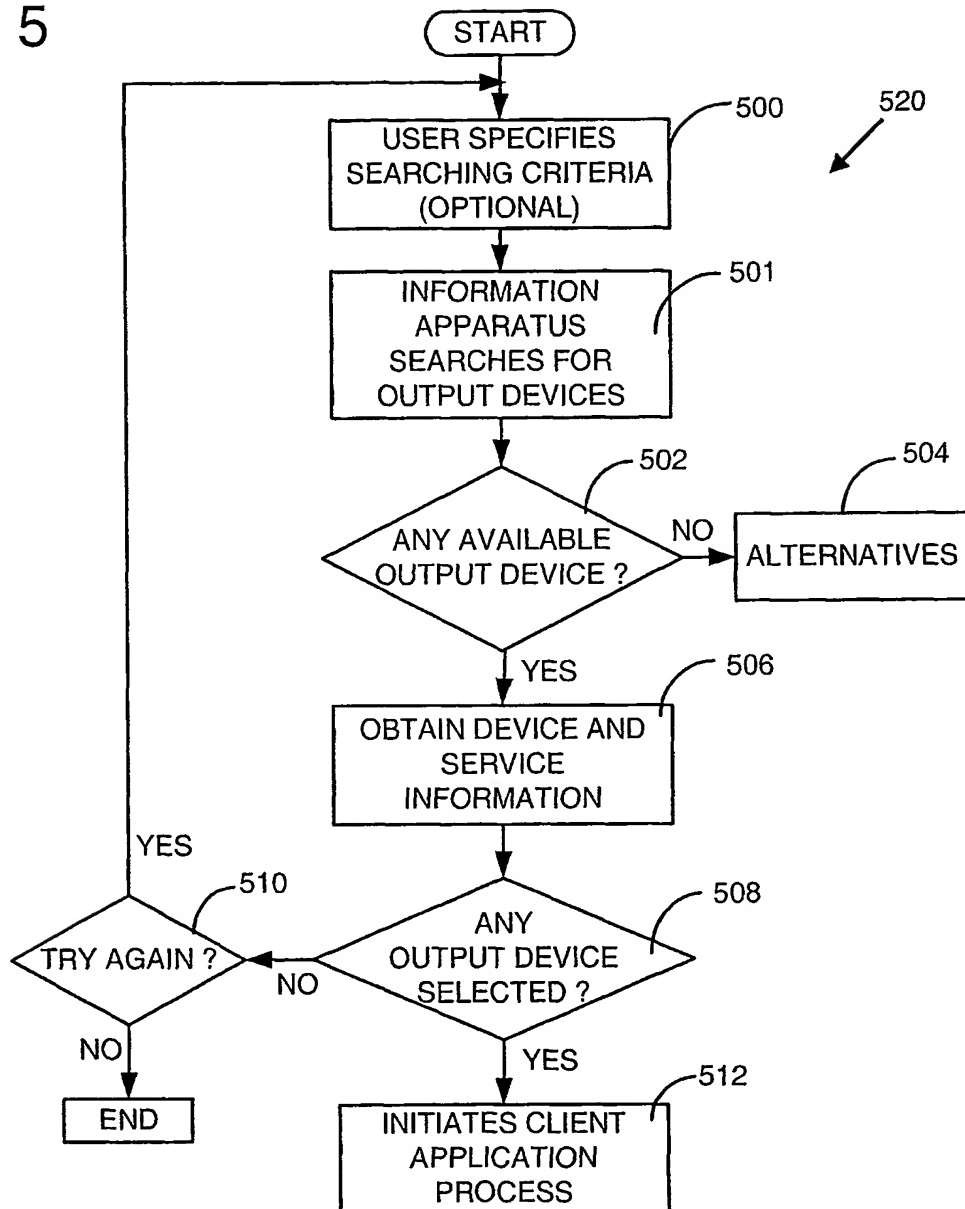 5
START
500
520
USER SPECIFIES
SEARCHING CRITERIA
(OPTIONAL)
501
INFORMATION
APPARATUS
SEARCHES FOR
OUTPUT DEVICES
502
504
ANY AVAILABLE
OUTPUT DEVICE ?
NO
ALTERNATIVES
YES
506
OBTAIN DEVICE AND
SERVICE
INFORMATION
YES
510
508
TRY AGAIN ?
NO
ANY
OUTPUT DEVICE
SELECTED ?
NO
YES
END
512
INITIATES CLIENT
APPLICATION
PROCESS